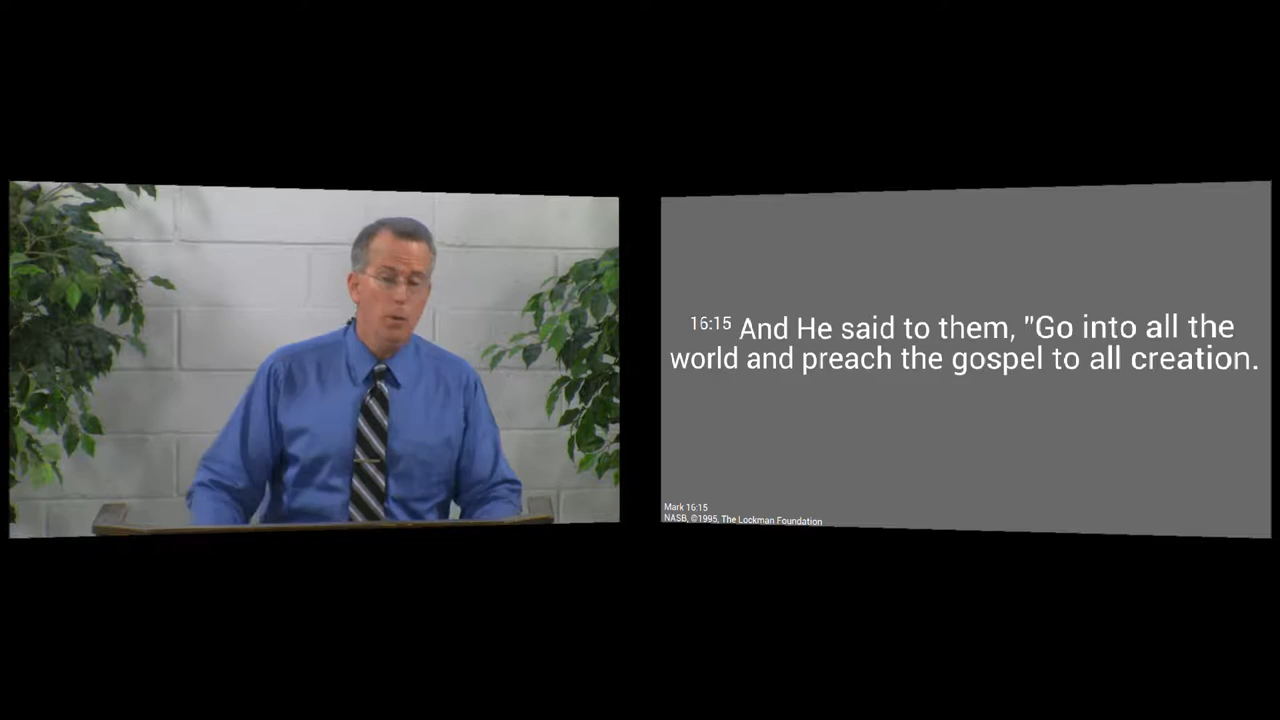 16:15 And He said to them, "Go into all the
world and preach the gospel to all creation.
Mark 16:15
NASB, ©1995, The Lockman Foundation